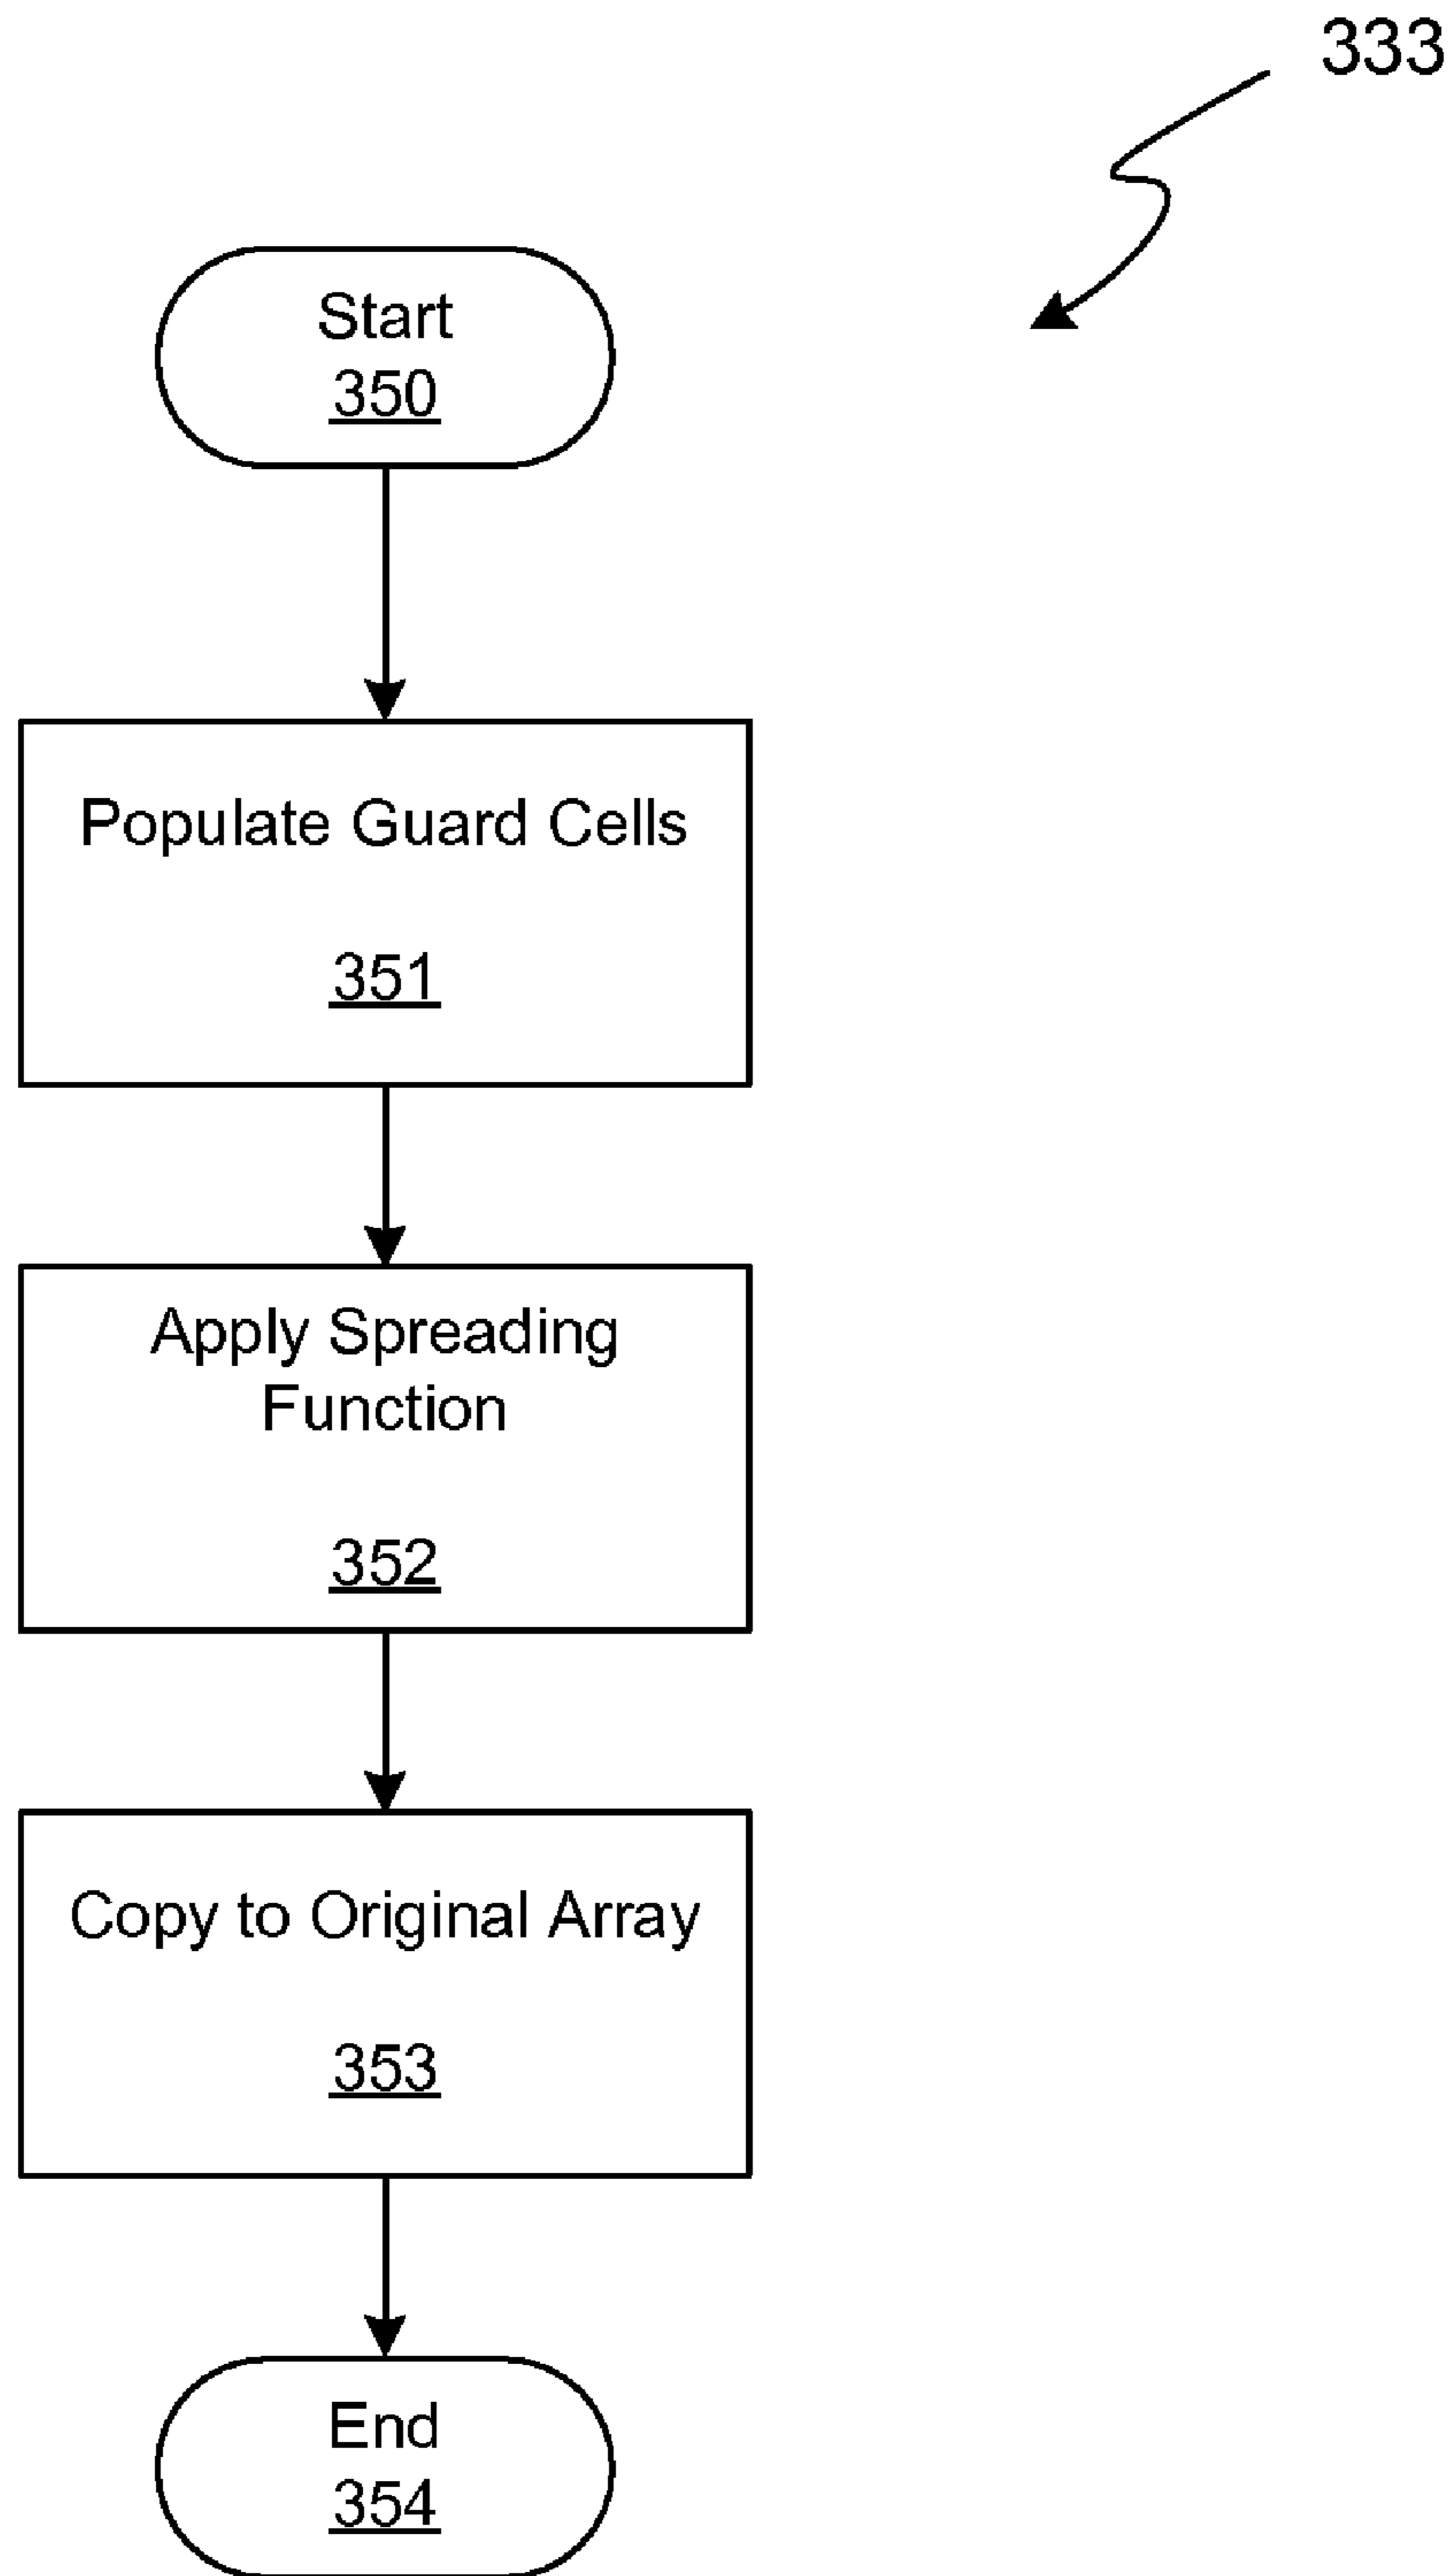 333
Start
350
Populate Guard Cells
351
Apply Spreading
Function
352
Copy to Original Array
353
End
354